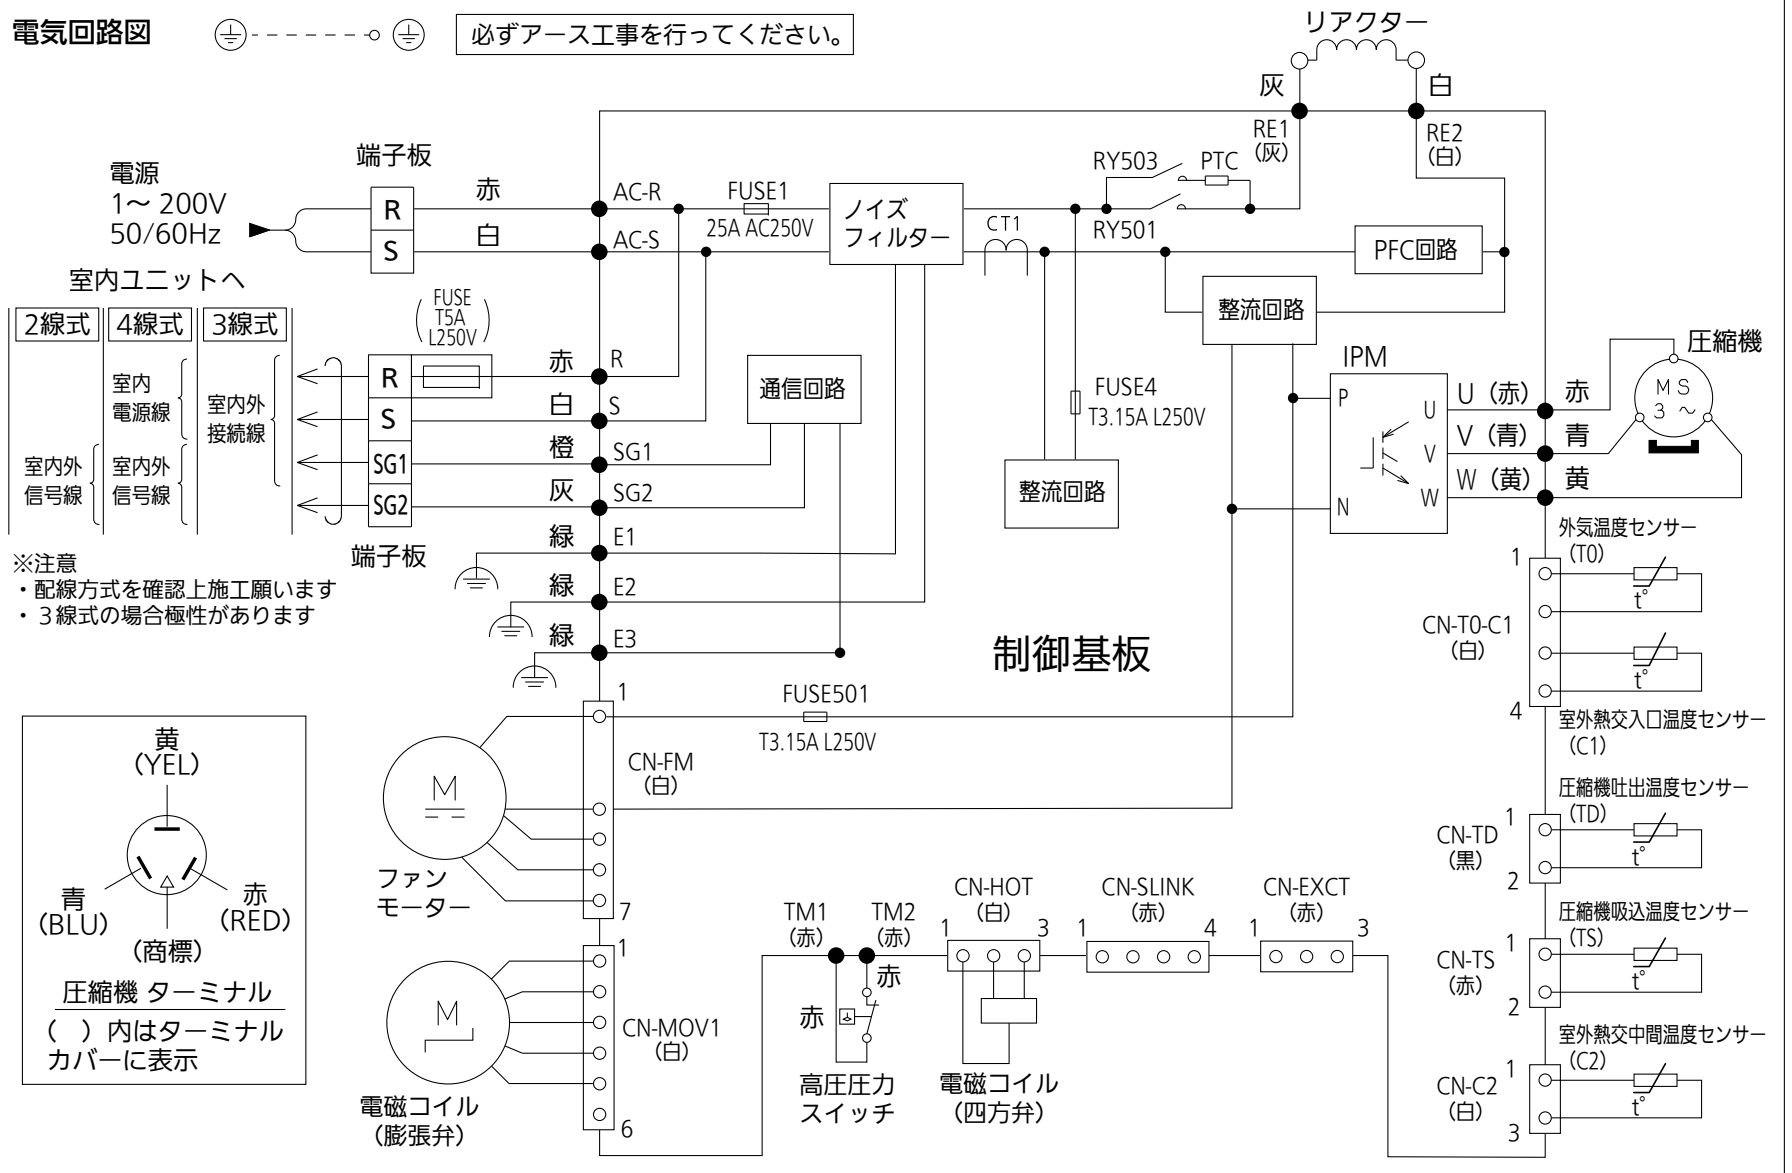 電気回路図
必ずアース工事を行ってください。
リアクター
灰
白
RE1
(灰)
RE2
(白)
電源
1～ 200V
50/60Hz
端子板
R
S
赤
白
AC-R
AC-S
FUSE1
25A AC250V
ノイズ
フィルター
CT1
RY503
PTC
RY501
PFC回路
整流回路
室内ユニットへ
2線式
4線式
3線式
室内
電源線
室内外
接続線
室内外
信号線
室内外
信号線
(FUSE
T5A
L250V)
R
S
SG1
SG2
端子板
赤
白
橙
灰
緑
緑
緑
R
S
SG1
SG2
E1
E2
E3
通信回路
FUSE4
T3.15A L250V
整流回路
IPM
P
N
U
V
W
U（赤）
V（青）
W（黄）
赤
青
黄
圧縮機
MS
3～
※注意
・配線方式を確認上施工願います
・３線式の場合極性があります
制御基板
FUSE501
T3.15A L250V
1
CN-FM
(白)
7
M
ファン
モーター
1
CN-MOV1
(白)
6
M
電磁コイル
(膨張弁)
黄
(YEL)
青
(BLU)
赤
(RED)
(商標)
圧縮機 ターミナル
(　) 内はターミナル
カバーに表示
TM1
(赤)
TM2
(赤)
赤
赤
高圧圧力
スイッチ
CN-HOT
(白)
1
3
電磁コイル
(四方弁)
CN-SLINK
(赤)
1
4
CN-EXCT
(赤)
1
3
外気温度センサー
(T0)
1
t°
CN-T0-C1
(白)
t°
4
室外熱交入口温度センサー
(C1)
圧縮機吐出温度センサー
(TD)
1
CN-TD
(黒)
t°
2
圧縮機吸込温度センサー
(TS)
1
CN-TS
(赤)
t°
2
室外熱交中間温度センサー
(C2)
1
CN-C2
(白)
t°
3